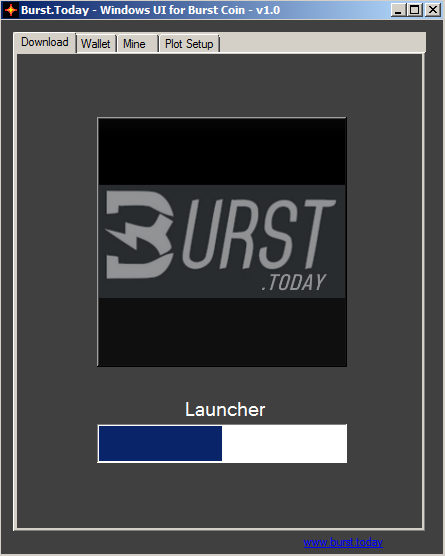 Burst.Today - Windows UI for Burst Coin - v1.0
Download Wallet Mine Plot Setup
BURST
.TODAY
Launcher
www.burst.today